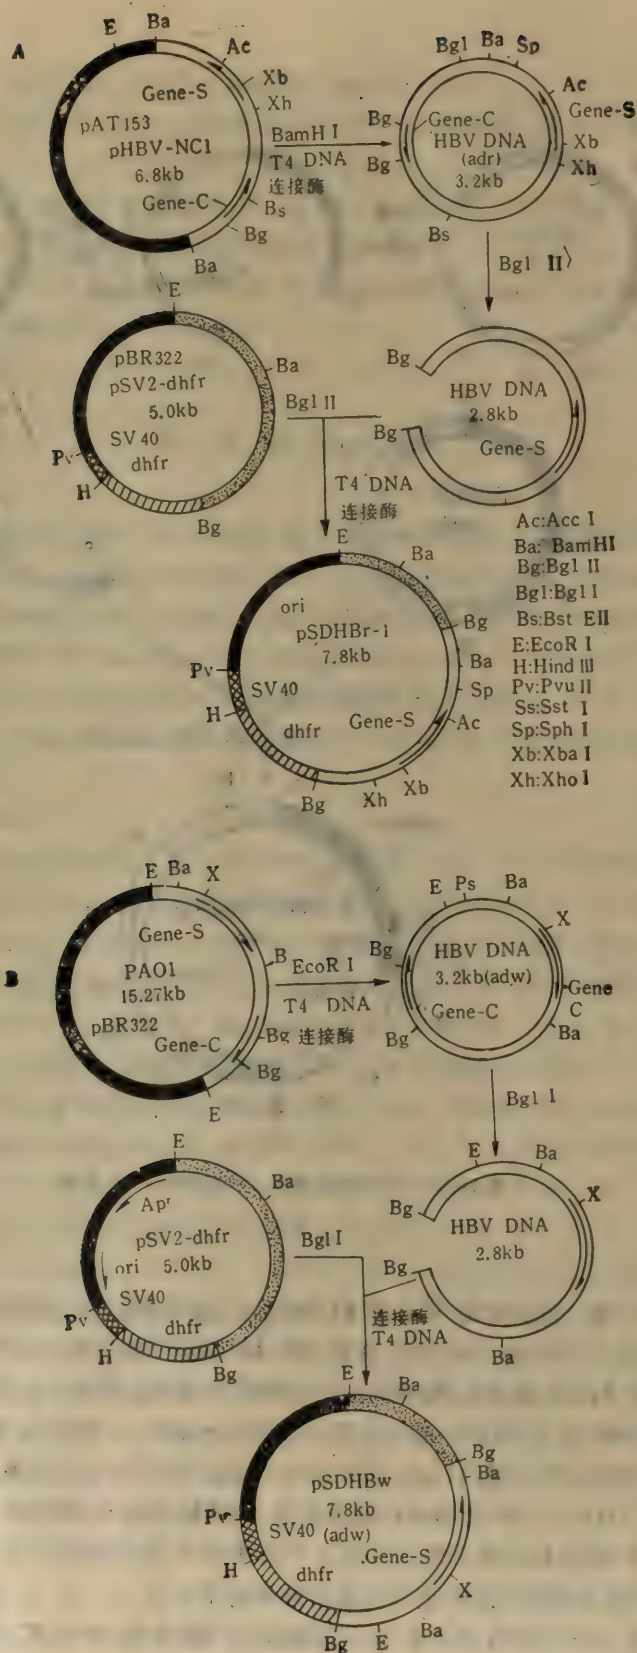 A
E
Ba
Ac
Xb
Xh
Gene-S
pAT153
pHBV-NC1
6.8kb
Gene-C
Bs
Bg
Ba
BamH I
T4 DNA
连接酶
Bgl
Ba
Sp
Ac
Gene-S
Xb
Xh
Bg
Bg
Gene-C
HBV DNA
(adr)
3.2kb
Bs
Bgl II
E
pBR322
pSV2-dhfr
5.0kb
SV40
dhfr
Ba
Pv
H
Bg
Bgl II
T4 DNA
连接酶
Bg
Bg
HBV DNA
2.8kb
Gene-S
E
Ba
ori
pSDHBr-1
7.8kb
Bg
Ba
Sp
Ac
Pv
SV40
H
dhfr
Gene-S
Bg
Xh
Xb
Ac:Acc I
Ba: BamHI
Bg:Bgl II
Bgl:Bgl I
Bs:Bst EII
E:EcoR I
H:Hind III
Pv:Pvu II
Ss:Sst I
Sp:Sph I
Xb:Xba I
Xh:Xho I
B
E
Ba
X
Gene-S
PAO1
15.27kb
pBR322
Gene-C
B
Bg
Bg
E
EcoR I
T4 DNA
连接酶
E
Ps
Ba
X
Bg
HBV DNA
3.2kb(adw)
Gene-C
Gene
C
Ba
Bg
Bgl I
E
Apr
Ba
pSV2-dhfr
ori 5.0kb
SV40
Pv
H
dhfr
Bg
Bgl I
连接酶
T4 DNA
E
Ba
X
Bg
HBV DNA
2.8kb
Bg
Ba
E
Ba
Bg
Ba
pSDHBw
7.8kb
Pv
SV40 (adw)
Gene-S
H
dhfr
X
Bg
E
Ba